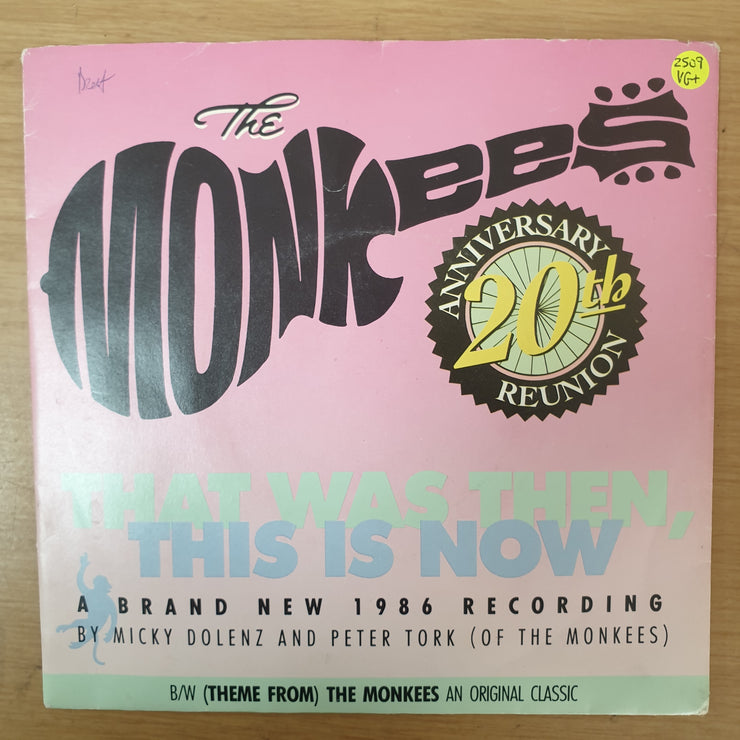 2509
VG+
The
MONKEES
ANNIVERSARY
20th
REUNION
THAT WAS THEN,
THIS IS NOW
A BRAND NEW 1986 RECORDING
BY MICKY DOLENZ AND PETER TORK (OF THE MONKEES)
B/W (THEME FROM) THE MONKEES AN ORIGINAL CLASSIC